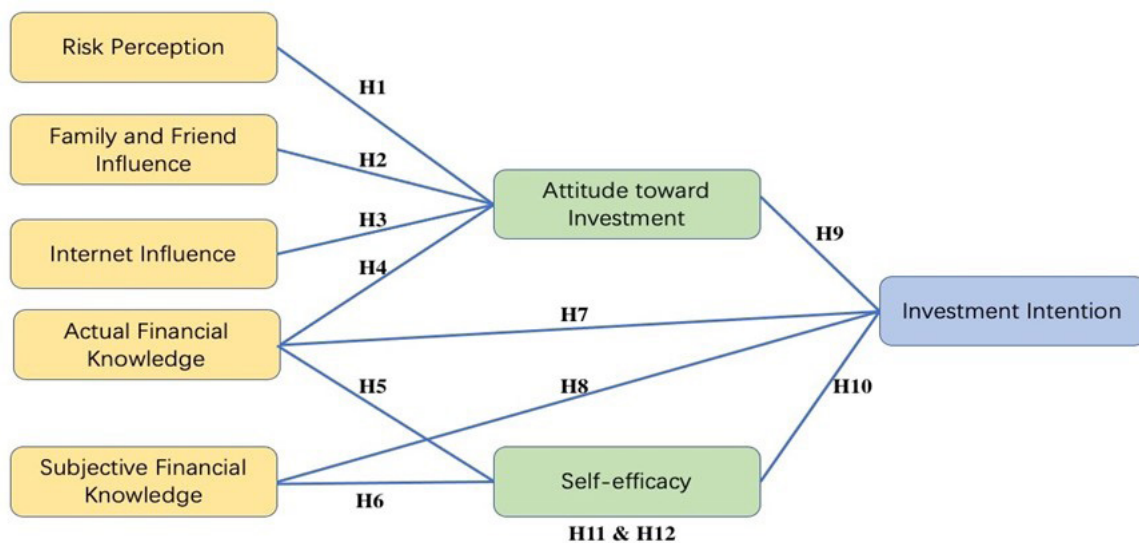 Risk Perception
H1
Family and Friend
Influence
H2
Attitude toward
Investment
H3
Internet Influence
H9
H4
Actual Financial
Knowledge
H7
Investment Intention
H5
H8
H10
Subjective Financial
Knowledge
H6
Self-efficacy
H11 & H12